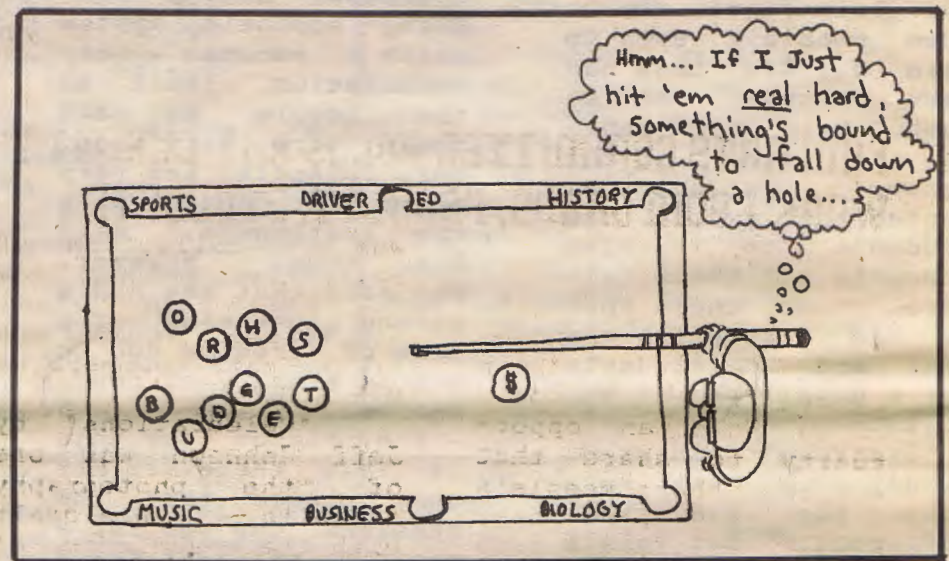 Hmm... If I Just
hit 'em real hard,
something's bound
to fall down
a hole...
SPORTS DRIVER ED HISTORY
O R H S
$
B U D G E T
MUSIC BUSINESS BIOLOGY